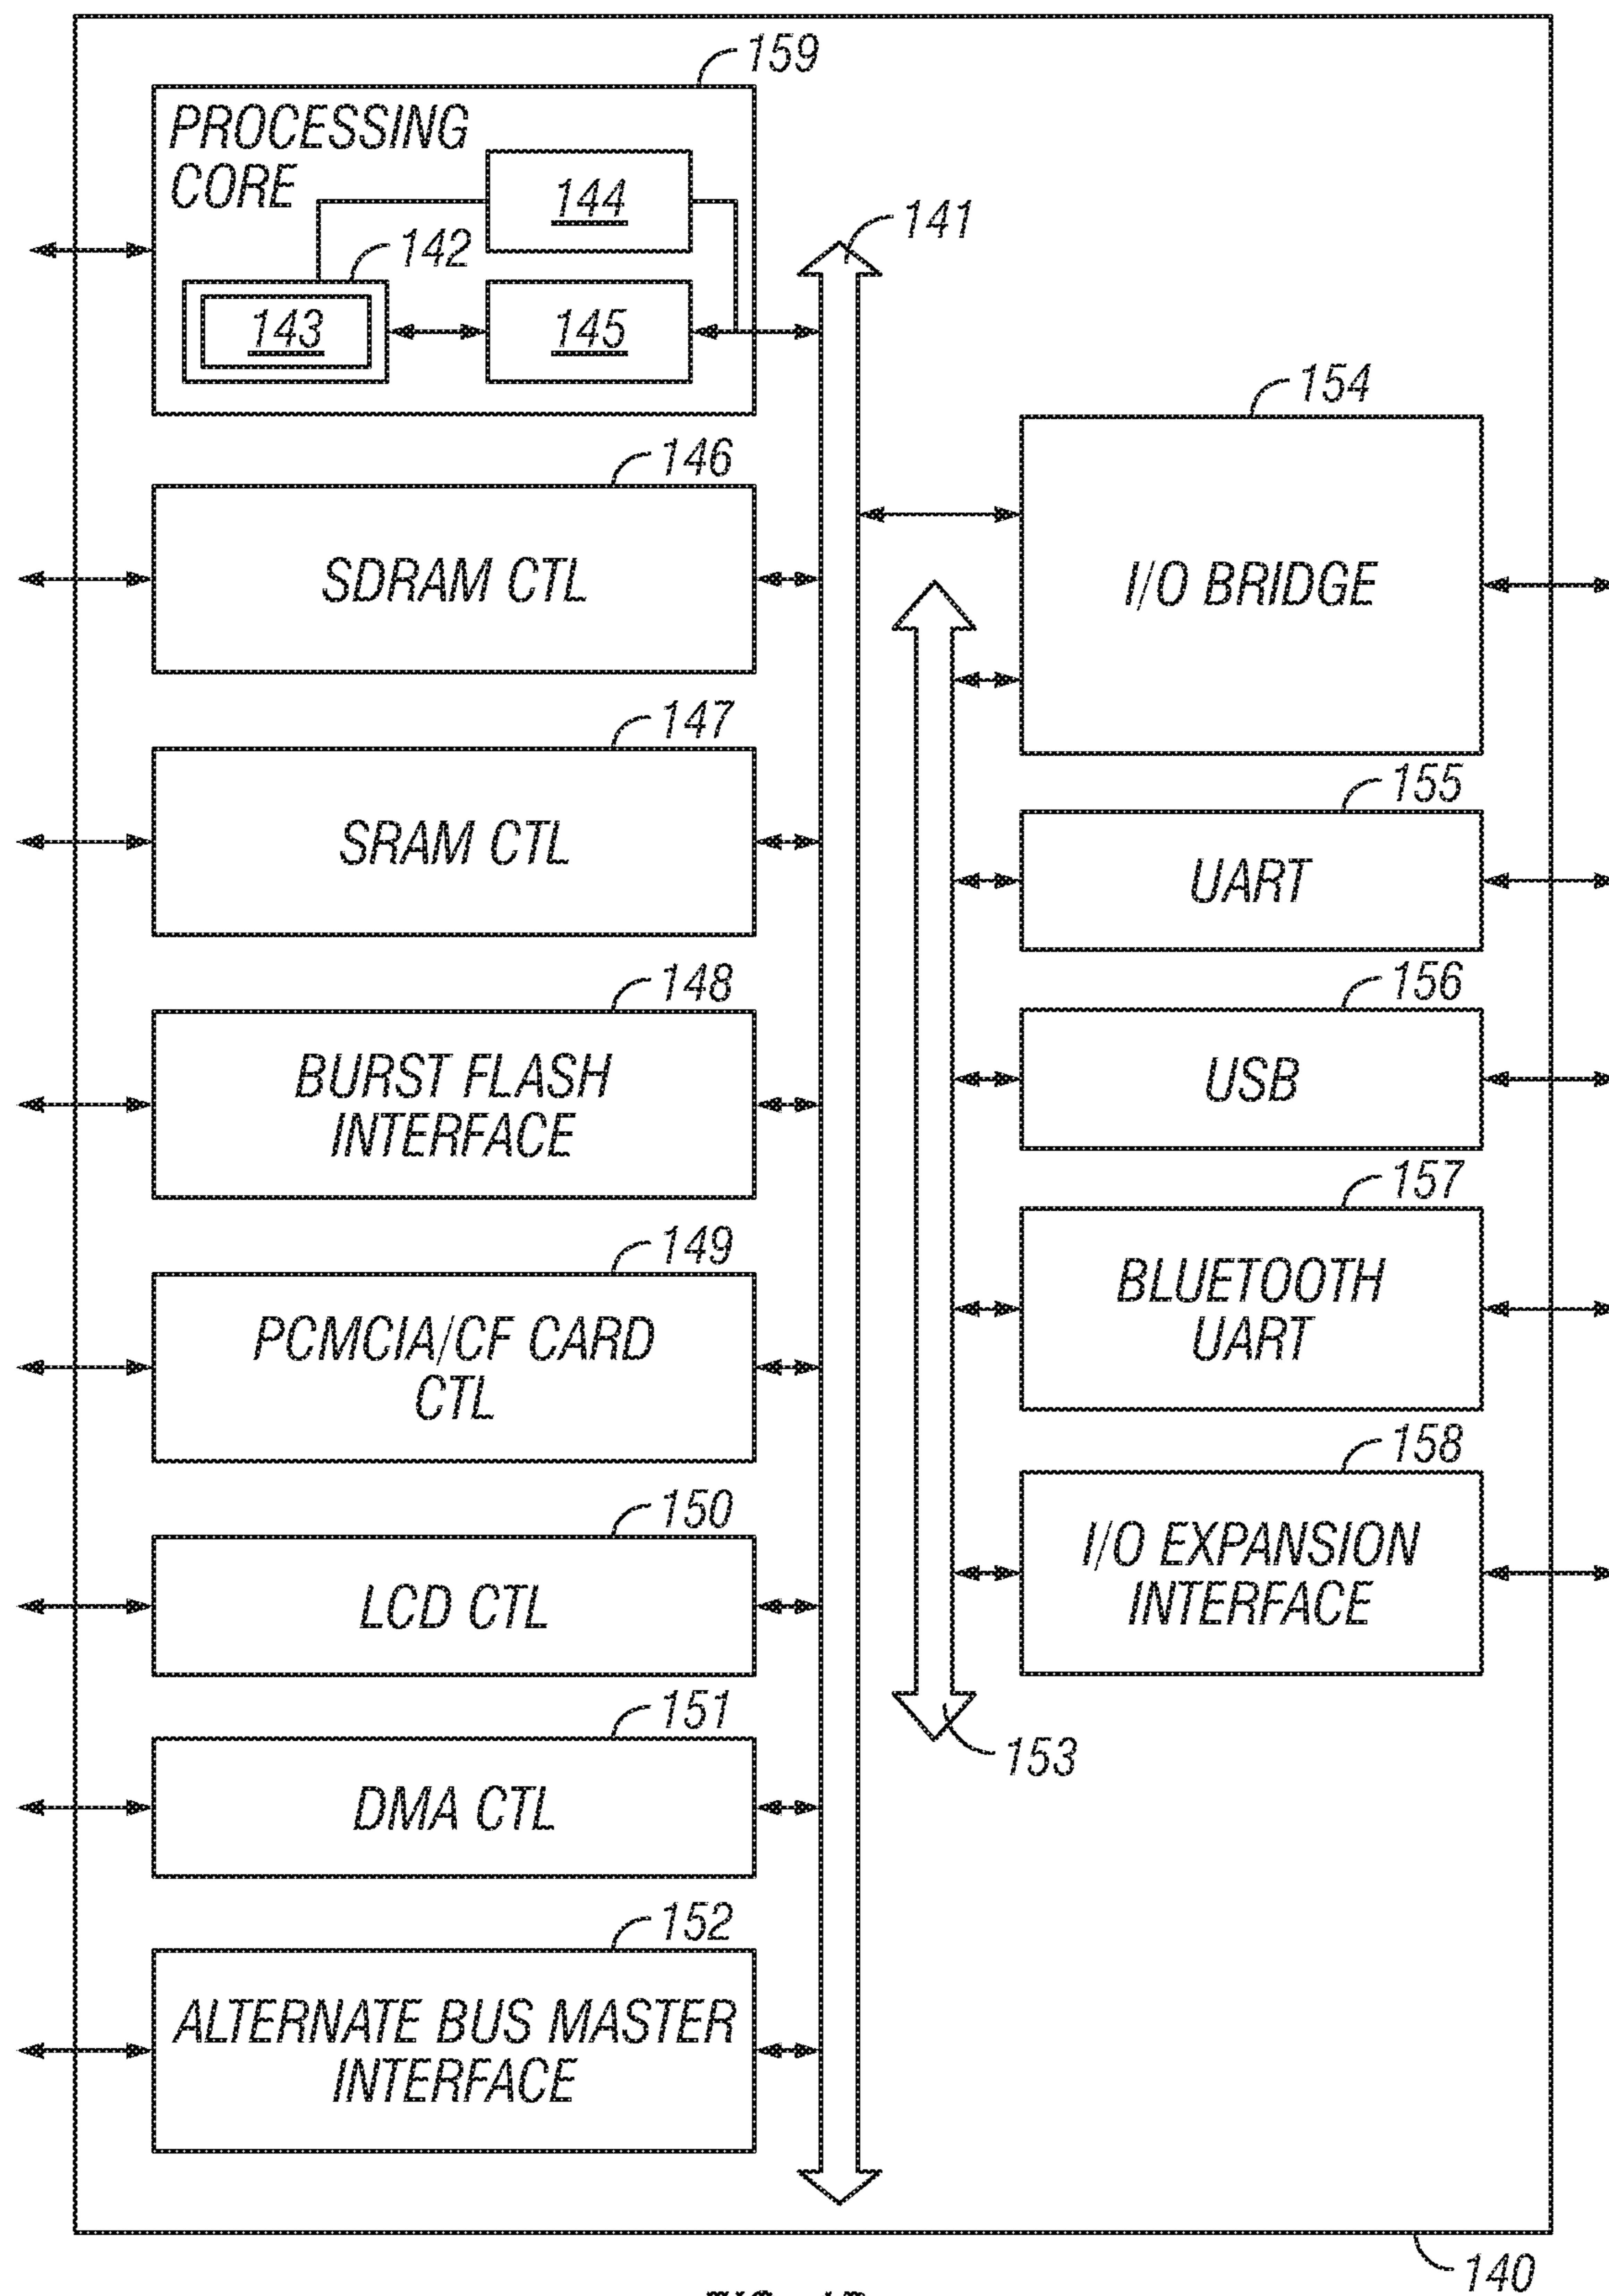 159
PROCESSING
CORE
144
142
143
145
141
146
SDRAM CTL
147
SRAM CTL
148
BURST FLASH
INTERFACE
149
PCMCIA/CF CARD
CTL
150
LCD CTL
151
DMA CTL
152
ALTERNATE BUS MASTER
INTERFACE
154
I/O BRIDGE
155
UART
156
USB
157
BLUETOOTH
UART
158
I/O EXPANSION
INTERFACE
153
140